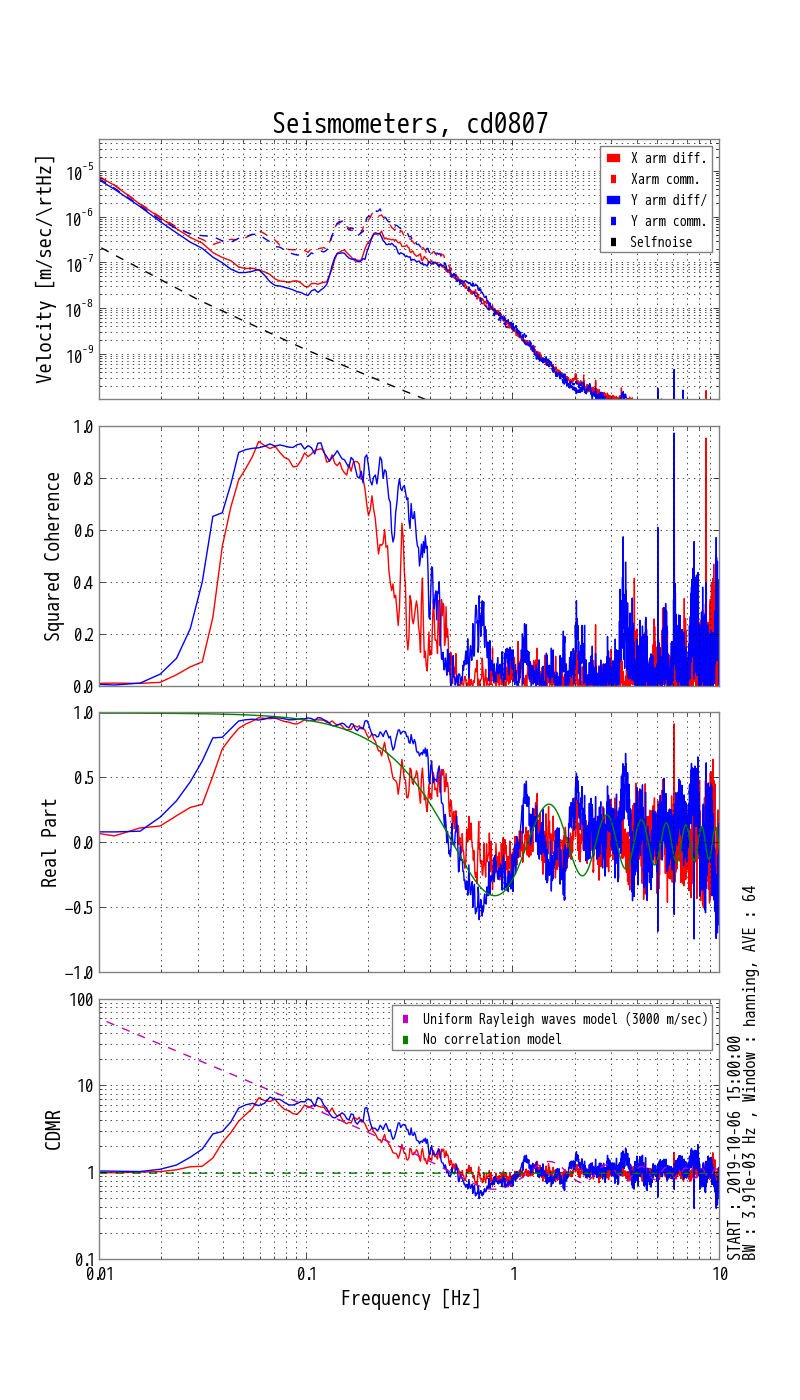 Seismometers, cd0807
Velocity [m/sec/\rtHz]
10-5
10-6
10-7
10-8
10-9
X arm diff.
Xarm comm.
Y arm diff/
Y arm comm.
Selfnoise
Squared Coherence
1.0
0.8
0.6
0.4
0.2
0.0
Real Part
1.0
0.5
0.0
−0.5
−1.0
CDMR
100
10
1
0.1
Uniform Rayleigh waves model (3000 m/sec)
No correlation model
0.01
0.1
1
10
Frequency [Hz]
START : 2019-10-06 15:00:00
BW : 3.91e-03 Hz , Window : hanning, AVE : 64